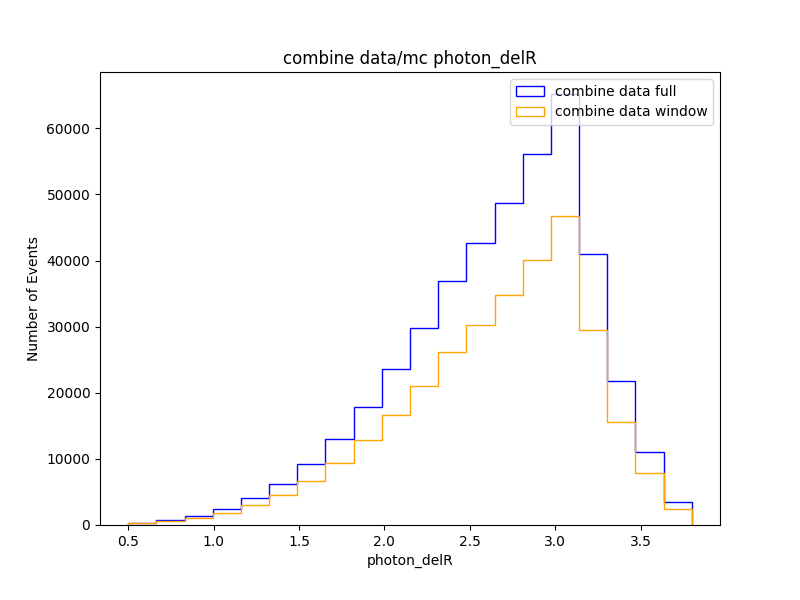 combine data/mc photon_delR
combine data full
combine data window
Number of Events
60000
50000
40000
30000
20000
10000
0
0.5 1.0 1.5 2.0 2.5 3.0 3.5
photon_delR